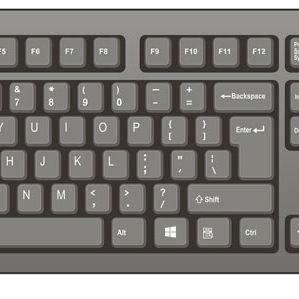 F5 F6 F7 F8 F9 F10 F11 F12
& * ( ) — + ←Backspace
7 8 9 0 - =
Y U I O P { } Enter↵
[ ]
H J K L : " |
; ' \
N M < > ? ⇧Shift
, . /
Alt Ctrl